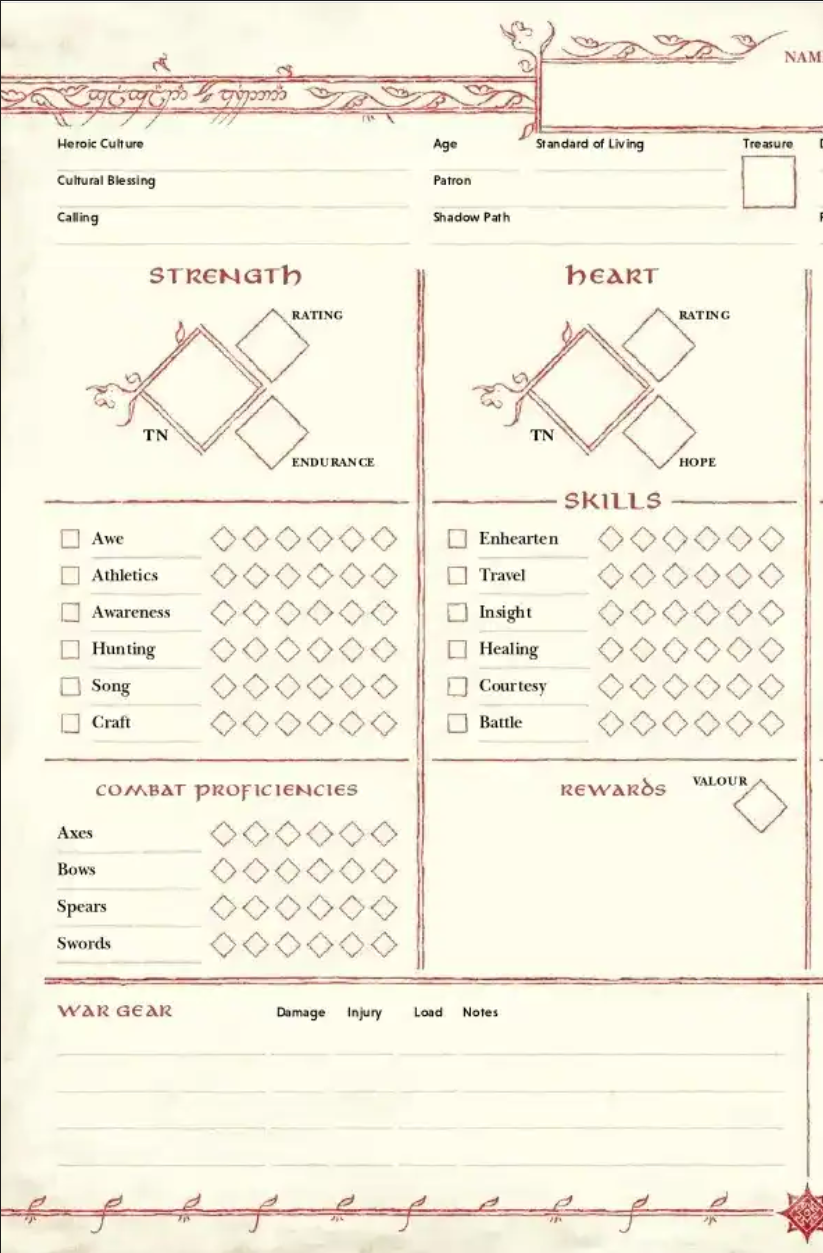 NAM
Heroic Culture Age Standard of Living Treasure
Cultural Blessing Patron
Calling Shadow Path
STRENGTH HEART
RATING RATING
TN TN
ENDURANCE HOPE
SKILLS
Awe Enhearten
Athletics Travel
Awareness Insight
Hunting Healing
Song Courtesy
Craft Battle
COMBAT PROFICIENCIES REWARDS VALOUR
Axes
Bows
Spears
Swords
WAR GEAR Damage Injury Load Notes